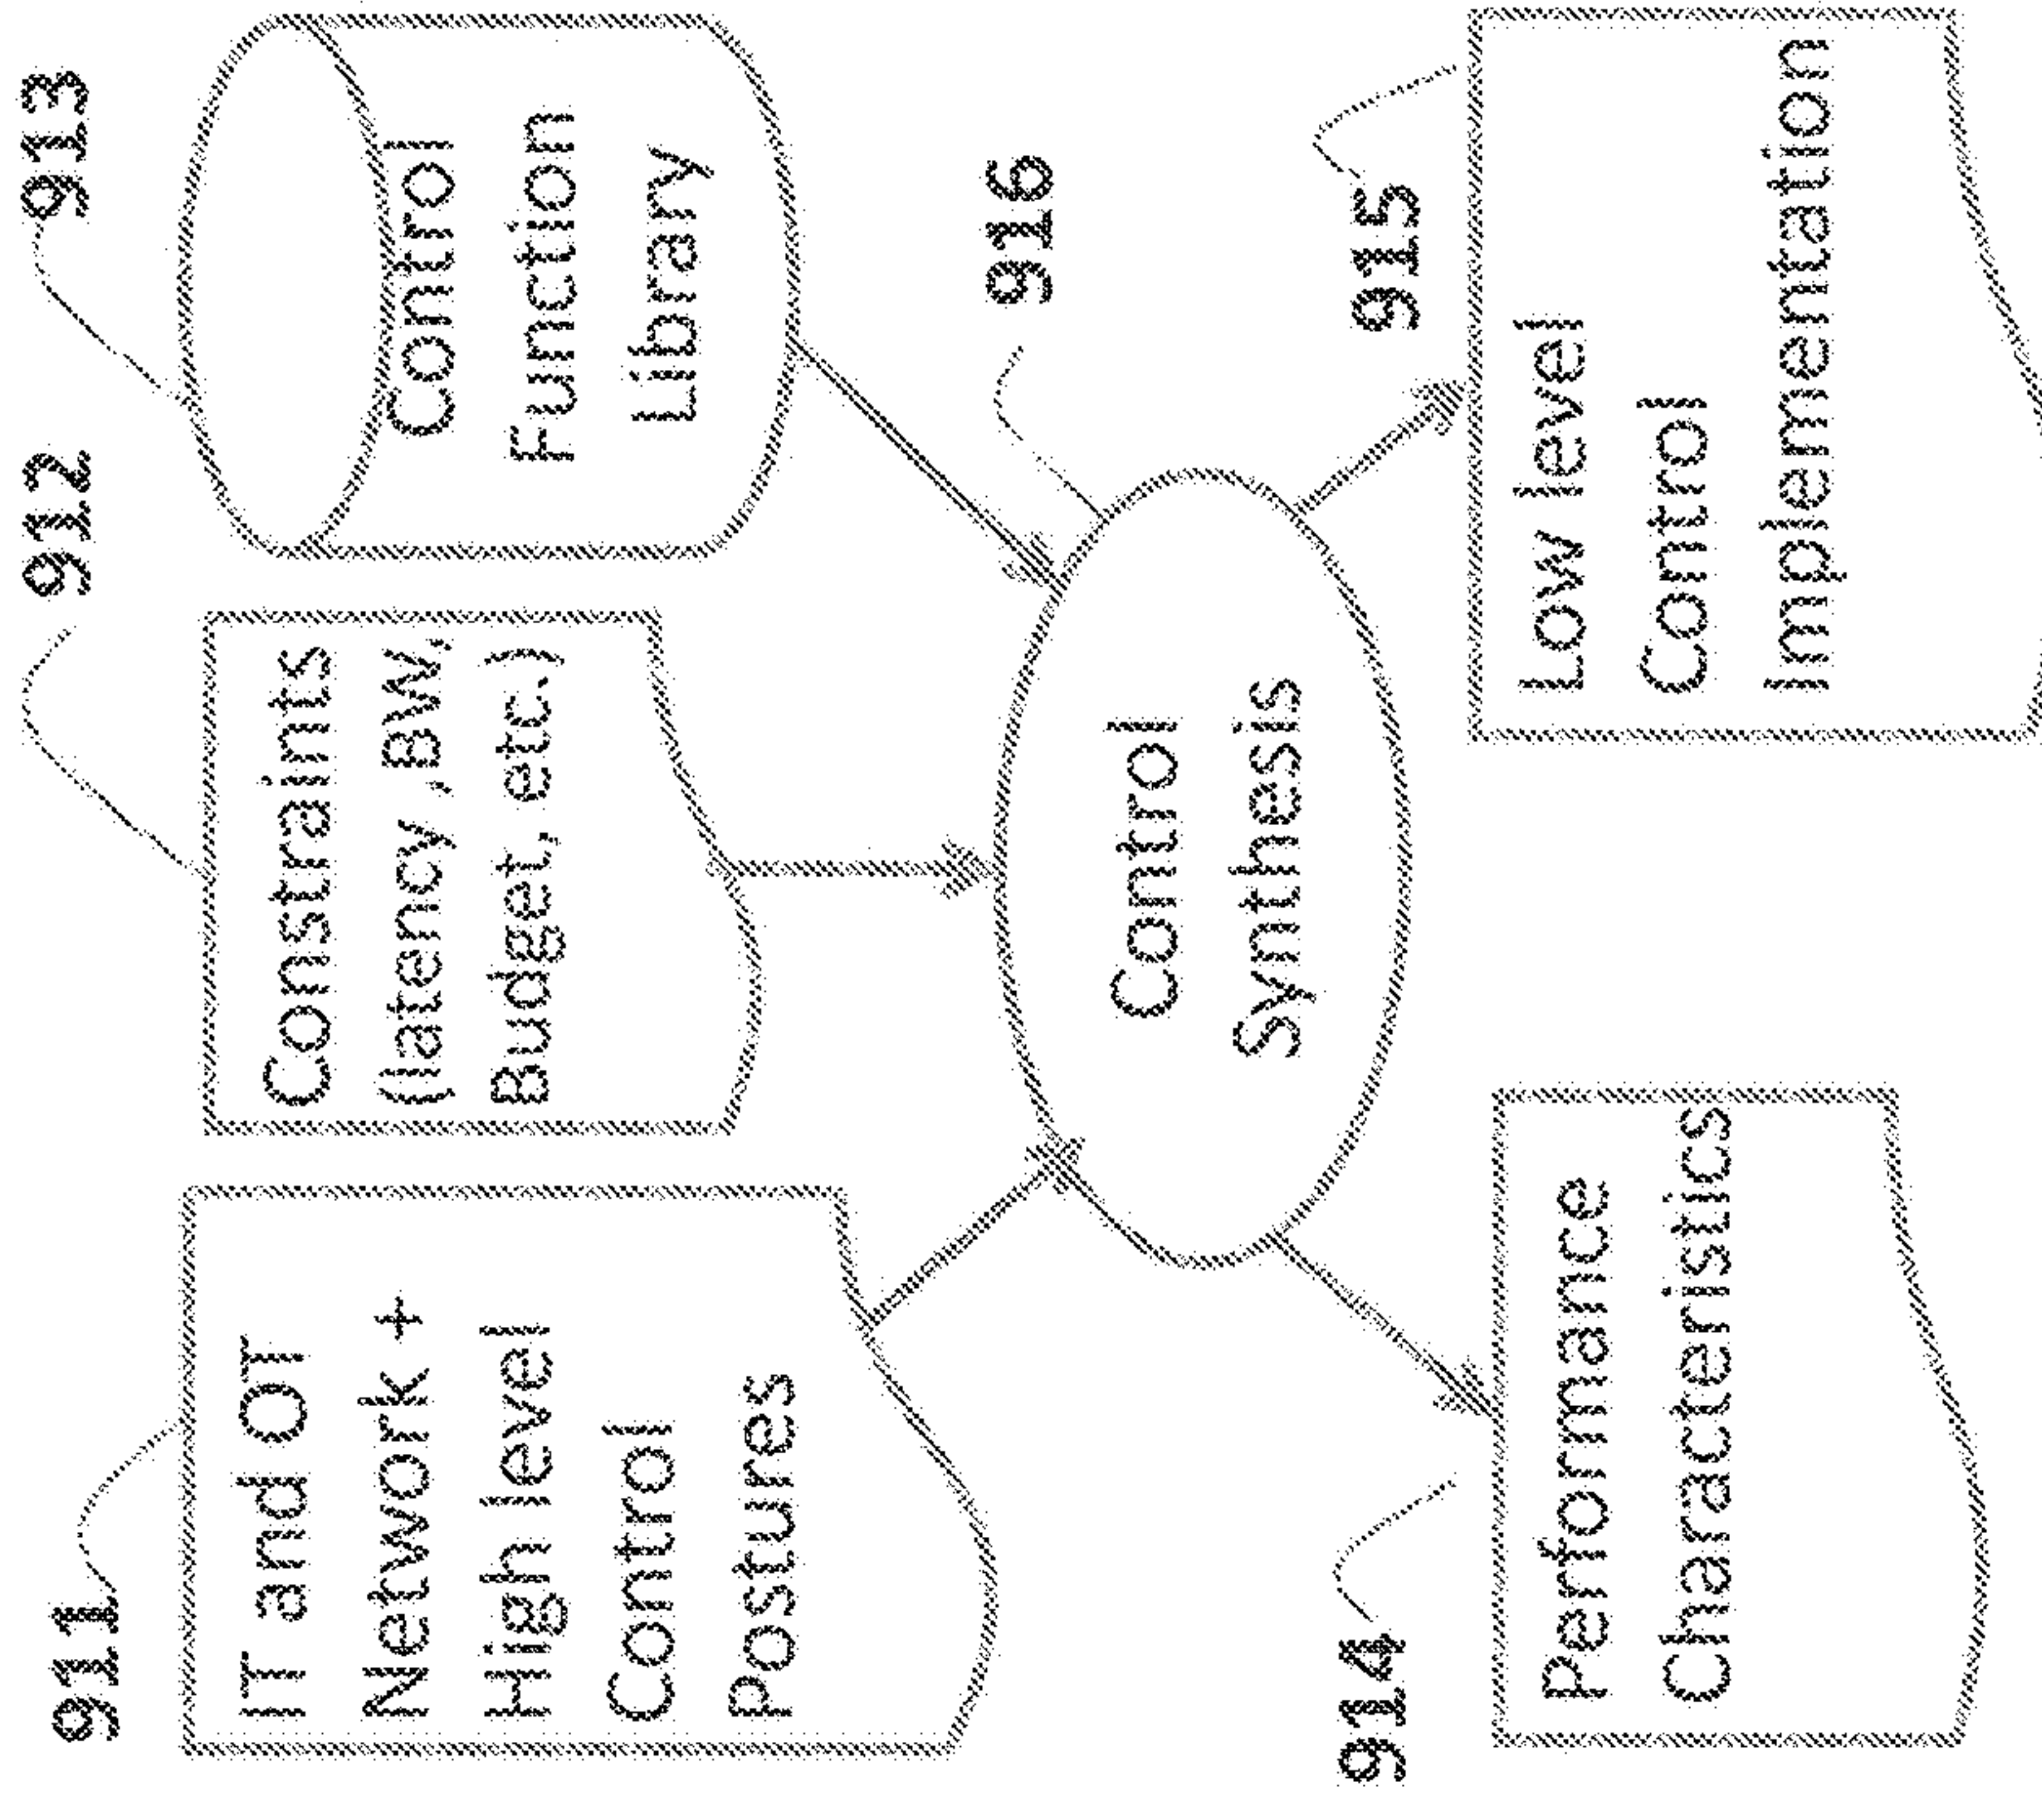 911
IT and OT
Network +
High level
Control
Postures
912
Constraints
(latency ,BW,
Budget, etc.)
913
Control
Function
Library
916
Control
Synthesis
914
Performance
Characteristics
915
Low level
Control
Implementation